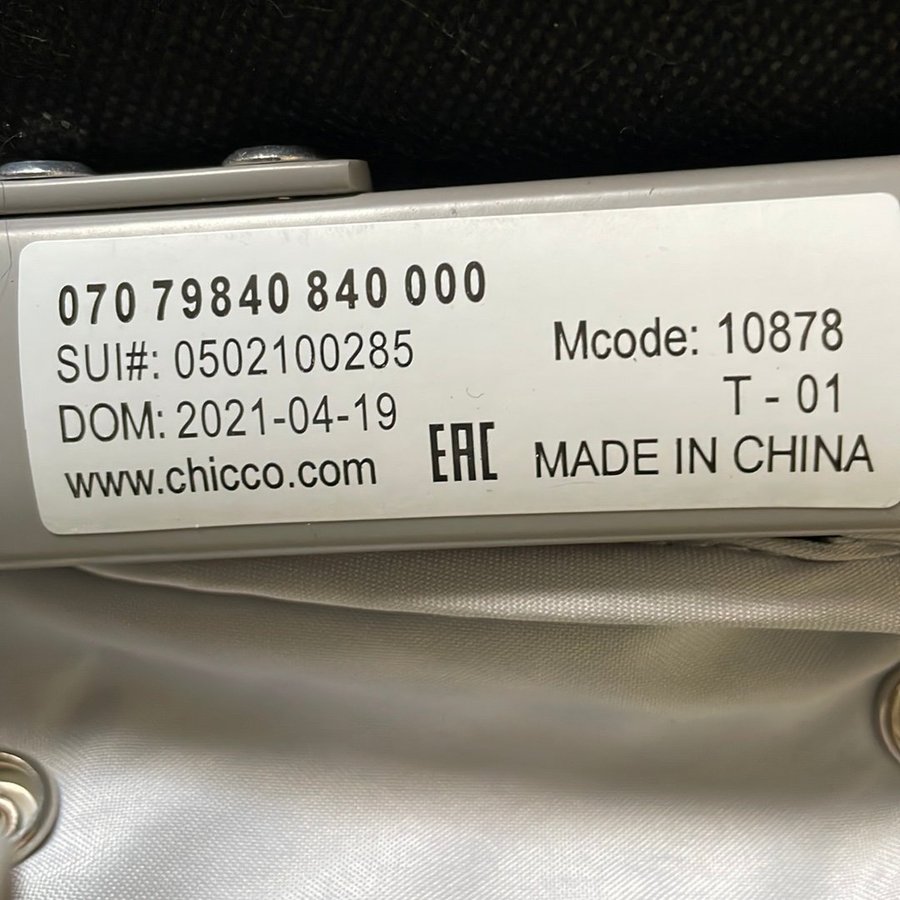 070 79840 840 000
SUI#: 0502100285
Mcode: 10878
DOM: 2021-04-19
T - 01
www.chicco.com
EAC
MADE IN CHINA